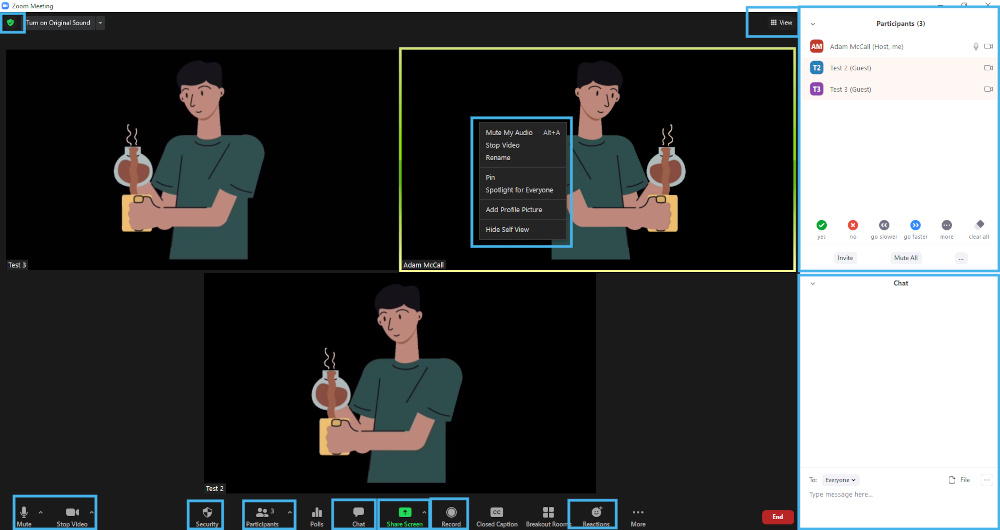 Zoom Meeting
Turn on Original Sound
View
Participants (3)
AM Adam McCall (Host, me)
T2 Test 2 (Guest)
T3 Test 3 (Guest)
yet no go slower go faster more clear all
Invite Mute All ...
Mute My Audio Alt+A
Stop Video
Rename
Pin
Spotlight for Everyone
Add Profile Picture
Hide Self View
Test 3
Adam McCall
Test 2
Chat
To: Everyone File
Type message here...
Mute Stop Video Security Participants 3 Polls Chat Share Screen Record CC Closed Caption Breakout Rooms Reactions More End